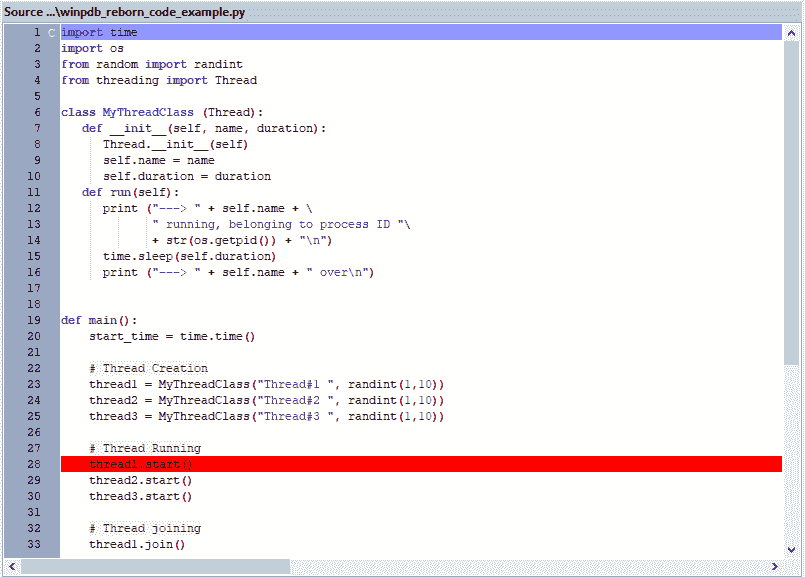 Source ...\winpdb_reborn_code_example.py
1 C import time
2 import os
3 from random import randint
4 from threading import Thread
5
6 class MyThreadClass (Thread):
7 def __init__(self, name, duration):
8 Thread.__init__(self)
9 self.name = name
10 self.duration = duration
11 def run(self):
12 print ("---> " + self.name + \
13 " running, belonging to process ID "\
14 + str(os.getpid()) + "\n")
15 time.sleep(self.duration)
16 print ("---> " + self.name + " over\n")
17
18
19 def main():
20 start_time = time.time()
21
22 # Thread Creation
23 thread1 = MyThreadClass("Thread#1 ", randint(1,10))
24 thread2 = MyThreadClass("Thread#2 ", randint(1,10))
25 thread3 = MyThreadClass("Thread#3 ", randint(1,10))
26
27 # Thread Running
28 thread1.start()
29 thread2.start()
30 thread3.start()
31
32 # Thread joining
33 thread1.join()